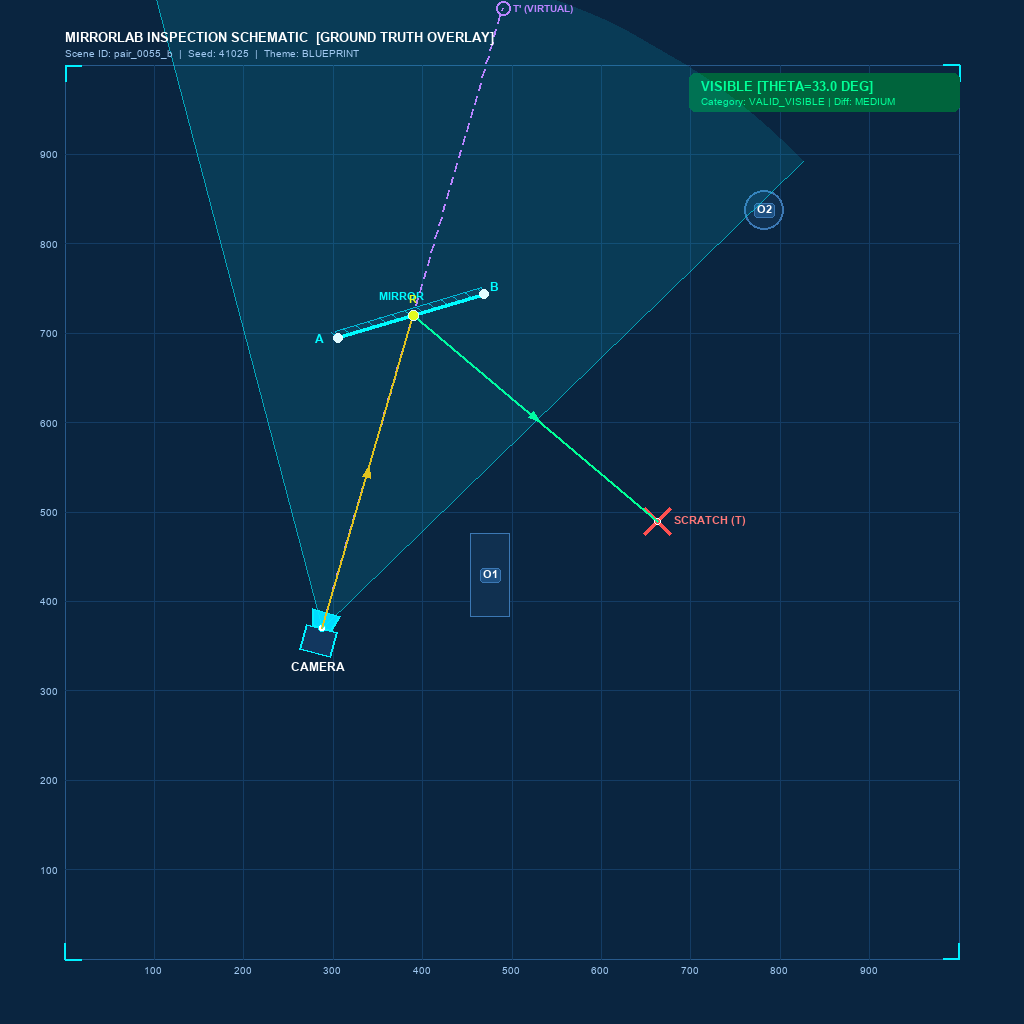 T' (VIRTUAL)
MIRRORLAB INSPECTION SCHEMATIC [GROUND TRUTH OVERLAY]
Scene ID: pair_0055_b | Seed: 41025 | Theme: BLUEPRINT
VISIBLE [THETA=33.0 DEG]
Category: VALID_VISIBLE | Diff: MEDIUM
900
O2
800
B
MIRROR
R
A
700
600
SCRATCH (T)
500
O1
400
CAMERA
300
200
100
100 200 300 400 500 600 700 800 900